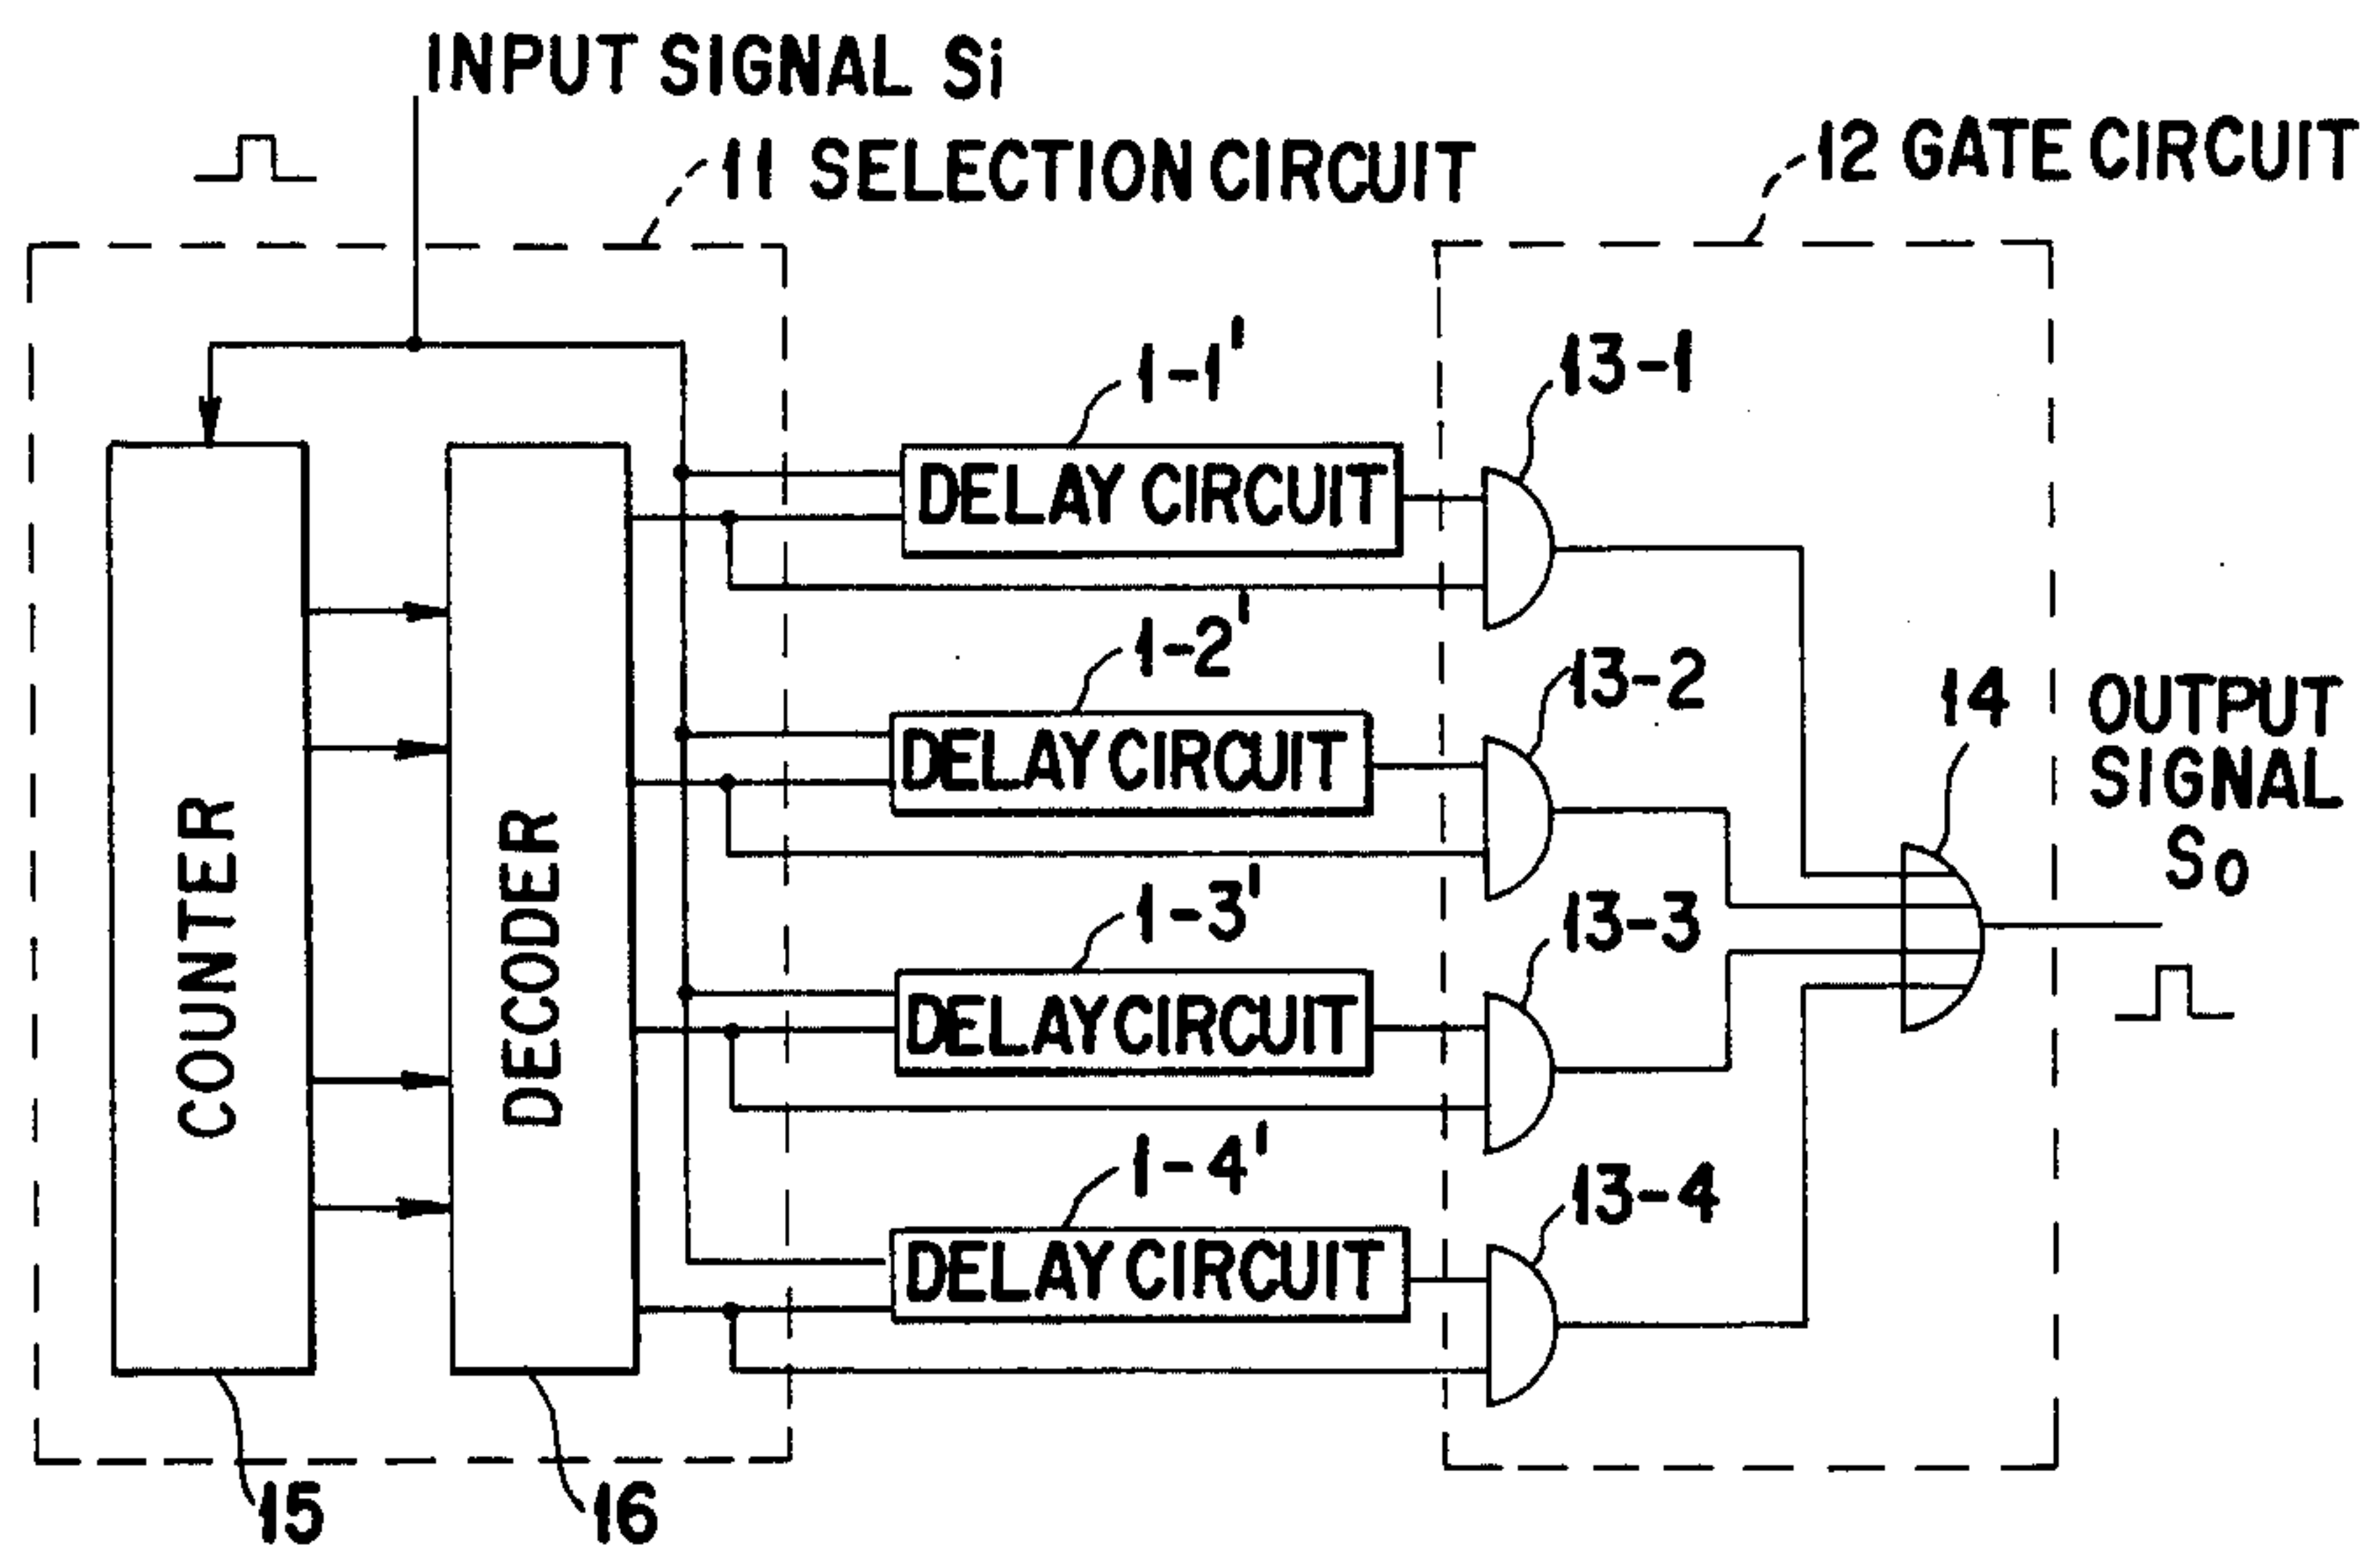 INPUT SIGNAL Si
11 SELECTION CIRCUIT
12 GATE CIRCUIT
1-1'
13-1
DELAY CIRCUIT
1-2'
13-2
DELAY CIRCUIT
14
OUTPUT
SIGNAL
So
COUNTER
DECODER
1-3'
13-3
DELAY CIRCUIT
1-4'
13-4
DELAY CIRCUIT
15
16